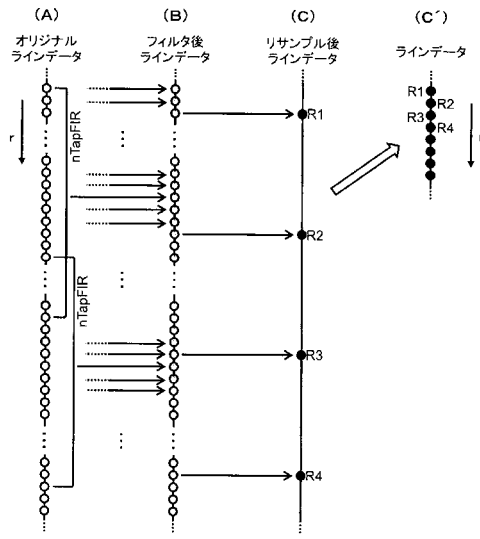 (A)
オリジナル
ラインデータ
(B)
フィルタ後
ラインデータ
(C)
リサンプル後
ラインデータ
(C´)
ラインデータ
r
nTapFIR
nTapFIR
R1
R2
R3
R4
R1
R2
R3
R4